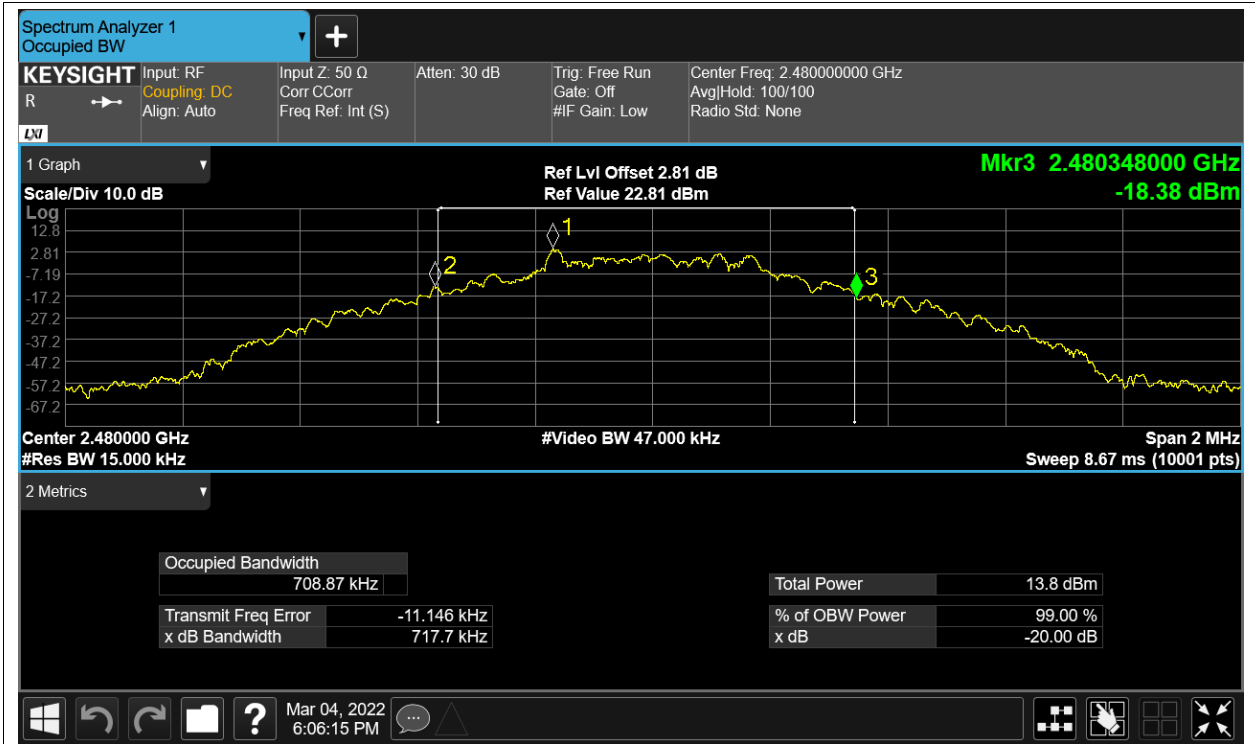 Spectrum Analyzer 1
Occupied BW
KEYSIGHT
R
LXI
Input: RF
Coupling: DC
Align: Auto
Input Z: 50 Ω
Corr CCorr
Freq Ref: Int (S)
Atten: 30 dB
Trig: Free Run
Gate: Off
#IF Gain: Low
Center Freq: 2.480000000 GHz
Avg|Hold: 100/100
Radio Std: None
1 Graph
Scale/Div 10.0 dB
Ref Lvl Offset 2.81 dB
Ref Value 22.81 dBm
Mkr3 2.480348000 GHz
-18.38 dBm
Log
12.8
2.81
-7.19
-17.2
-27.2
-37.2
-47.2
-57.2
-67.2
1
2
3
Center 2.480000 GHz
#Res BW 15.000 kHz
#Video BW 47.000 kHz
Span 2 MHz
Sweep 8.67 ms (10001 pts)
2 Metrics
Occupied Bandwidth
708.87 kHz
Transmit Freq Error -11.146 kHz
x dB Bandwidth 717.7 kHz
Total Power 13.8 dBm
% of OBW Power 99.00 %
x dB -20.00 dB
?
Mar 04, 2022
6:06:15 PM